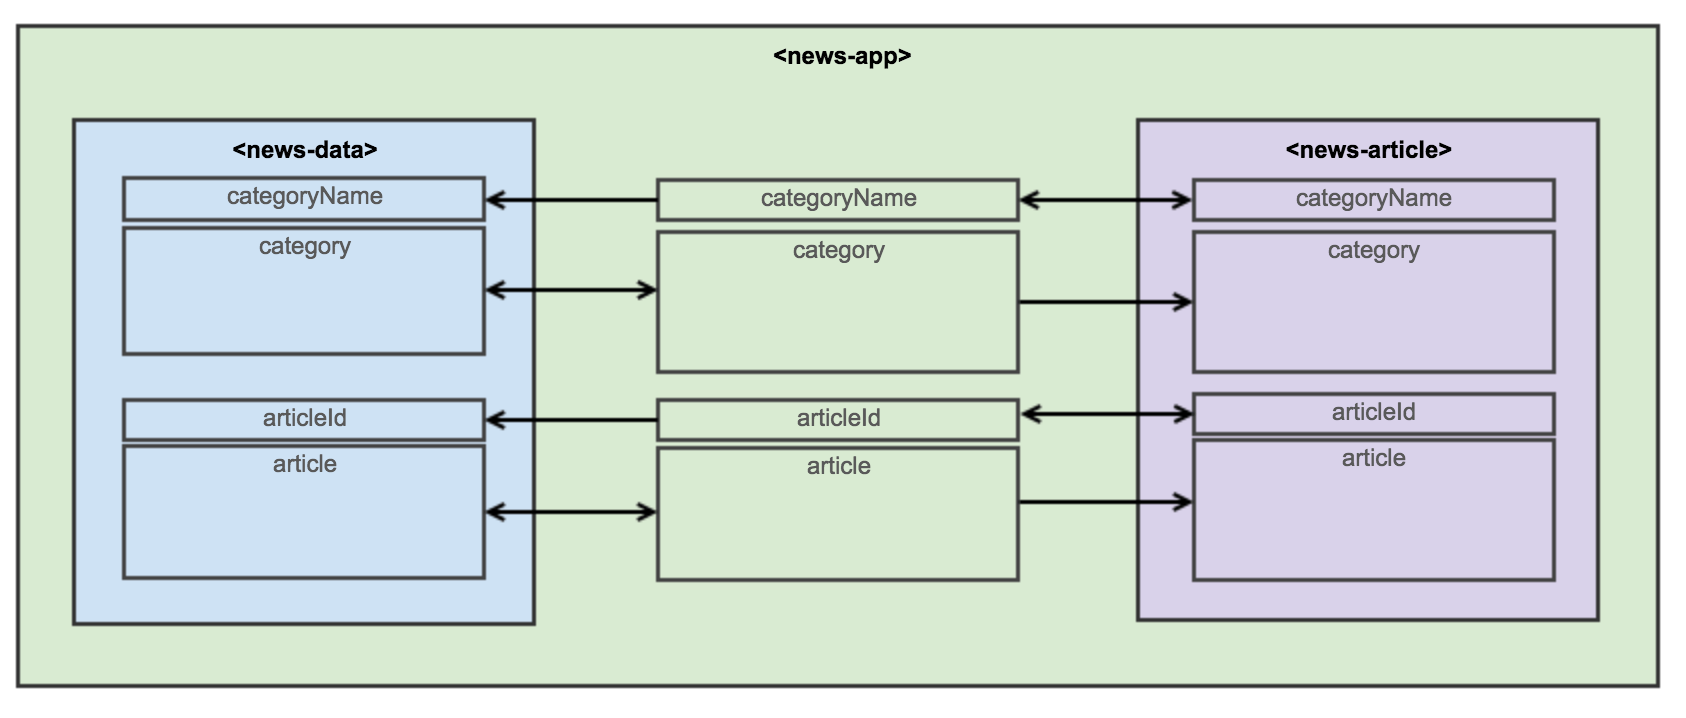 <news-app>
<news-data>
categoryName
category
articleId
article
categoryName
category
articleId
article
<news-article>
categoryName
category
articleId
article